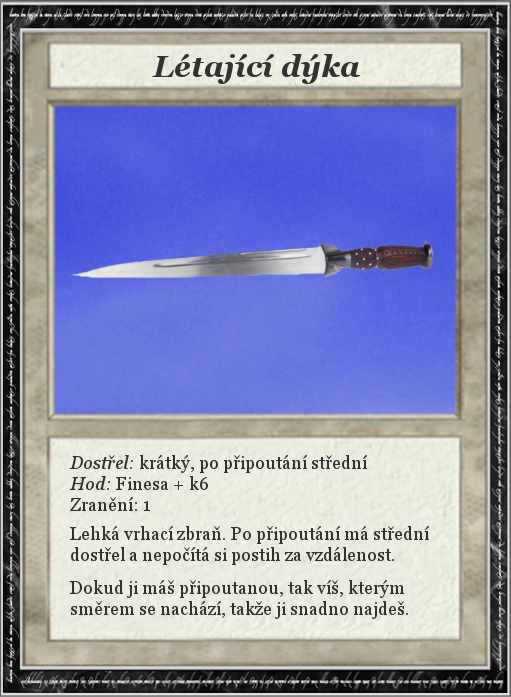 Létající dýka
Dostřel: krátký, po připoutání střední
Hod: Finesa + k6
Zranění: 1
Lehká vrhací zbraň. Po připoutání má střední
dostřel a nepočítá si postih za vzdálenost.
Dokud ji máš připoutanou, tak víš, kterým
směrem se nachází, takže ji snadno najdeš.